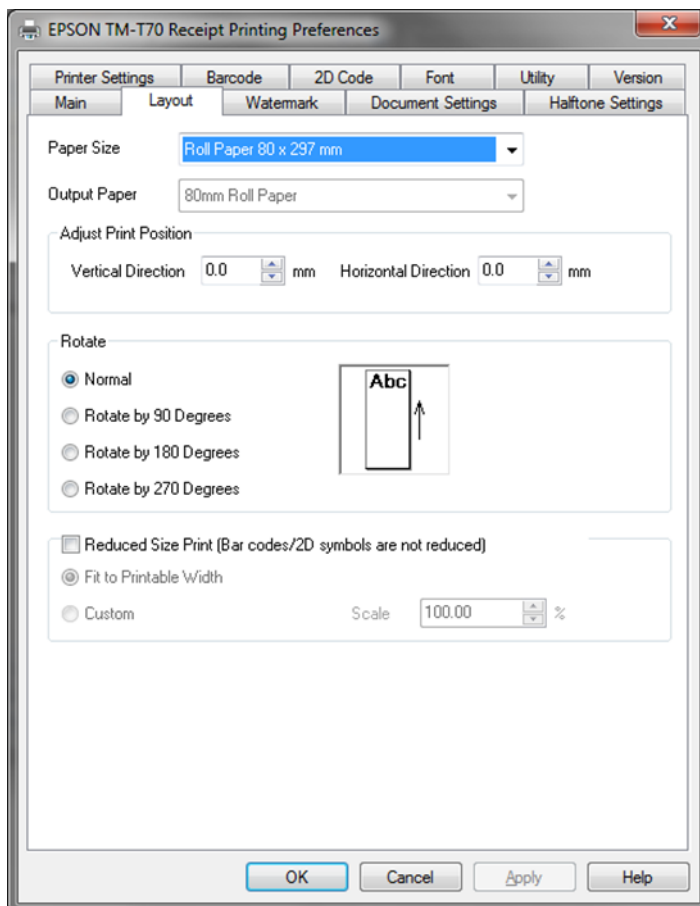 EPSON TM-T70 Receipt Printing Preferences
Printer Settings Barcode 2D Code Font Utility Version
Main Layout Watermark Document Settings Halftone Settings
Paper Size Roll Paper 80 x 297 mm
Output Paper 80mm Roll Paper
Adjust Print Position
Vertical Direction 0.0 mm Horizontal Direction 0.0 mm
Rotate
Normal
Abc
Rotate by 90 Degrees
Rotate by 180 Degrees
Rotate by 270 Degrees
Reduced Size Print (Bar codes/2D symbols are not reduced)
Fit to Printable Width
Custom Scale 100.00 %
OK Cancel Apply Help